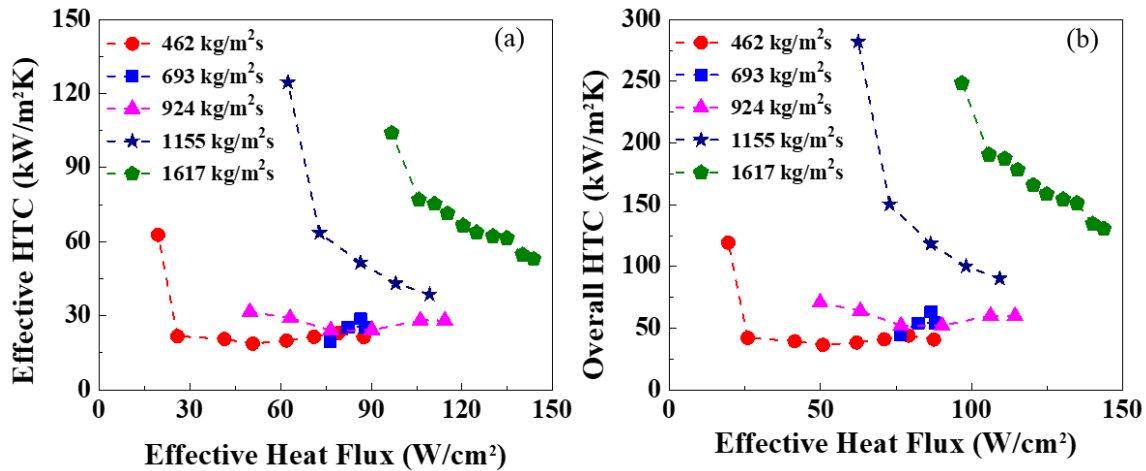 (a)
462 kg/m²s
693 kg/m²s
924 kg/m²s
1155 kg/m²s
1617 kg/m²s
150
120
90
60
30
0
Effective HTC (kW/m²K)
0 30 60 90 120 150
Effective Heat Flux (W/cm²)
(b)
462 kg/m²s
693 kg/m²s
924 kg/m²s
1155 kg/m²s
1617 kg/m²s
300
250
200
150
100
50
0
Overall HTC (kW/m²K)
0 50 100 150
Effective Heat Flux (W/cm²)